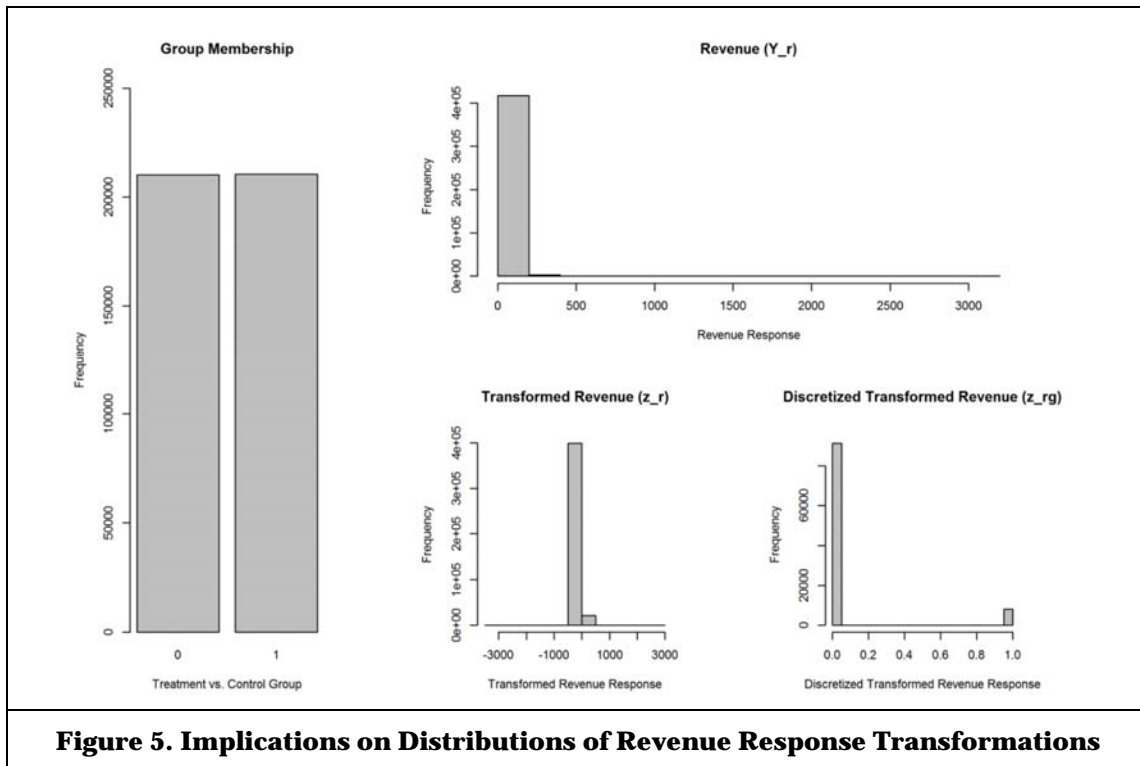 Group Membership
250000
200000
150000
100000
50000
0
Frequency
0 1
Treatment vs. Control Group
Revenue (Y_r)
4e+05
3e+05
2e+05
1e+05
0e+00
Frequency
0 500 1000 1500 2000 2500 3000
Revenue Response
Transformed Revenue (z_r)
4e+05
3e+05
2e+05
1e+05
0e+00
Frequency
-3000 -1000 1000 3000
Transformed Revenue Response
Discretized Transformed Revenue (z_rg)
60000
20000
0
Frequency
0.0 0.2 0.4 0.6 0.8 1.0
Discretized Transformed Revenue Response
Figure 5. Implications on Distributions of Revenue Response Transformations